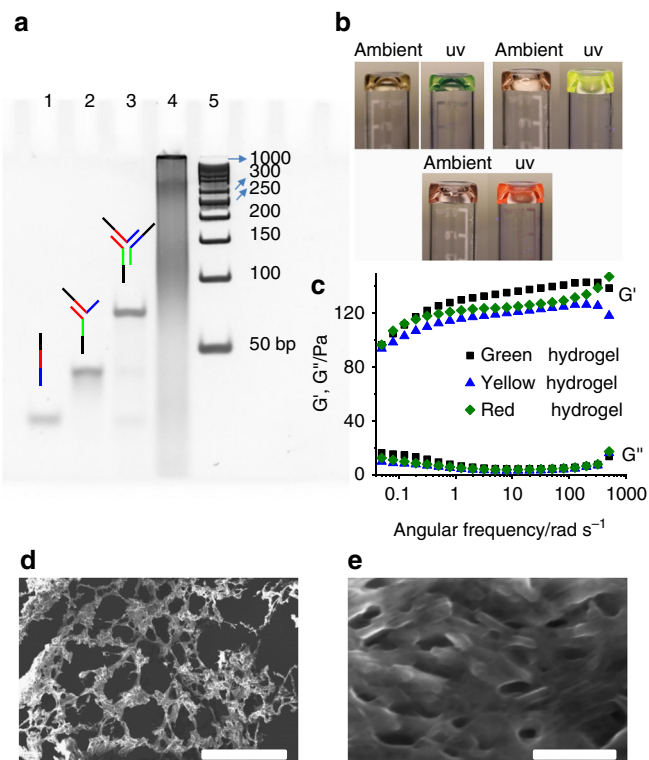 a
1 2 3 4 5
1000
300
250
200
150
100
50 bp
b
Ambient uv Ambient uv
Ambient uv
c
G', G"/Pa
120
80
40
0
G'
Green hydrogel
Yellow hydrogel
Red hydrogel
G"
0.1 1 10 100 1000
Angular frequency/rad s⁻¹
d e